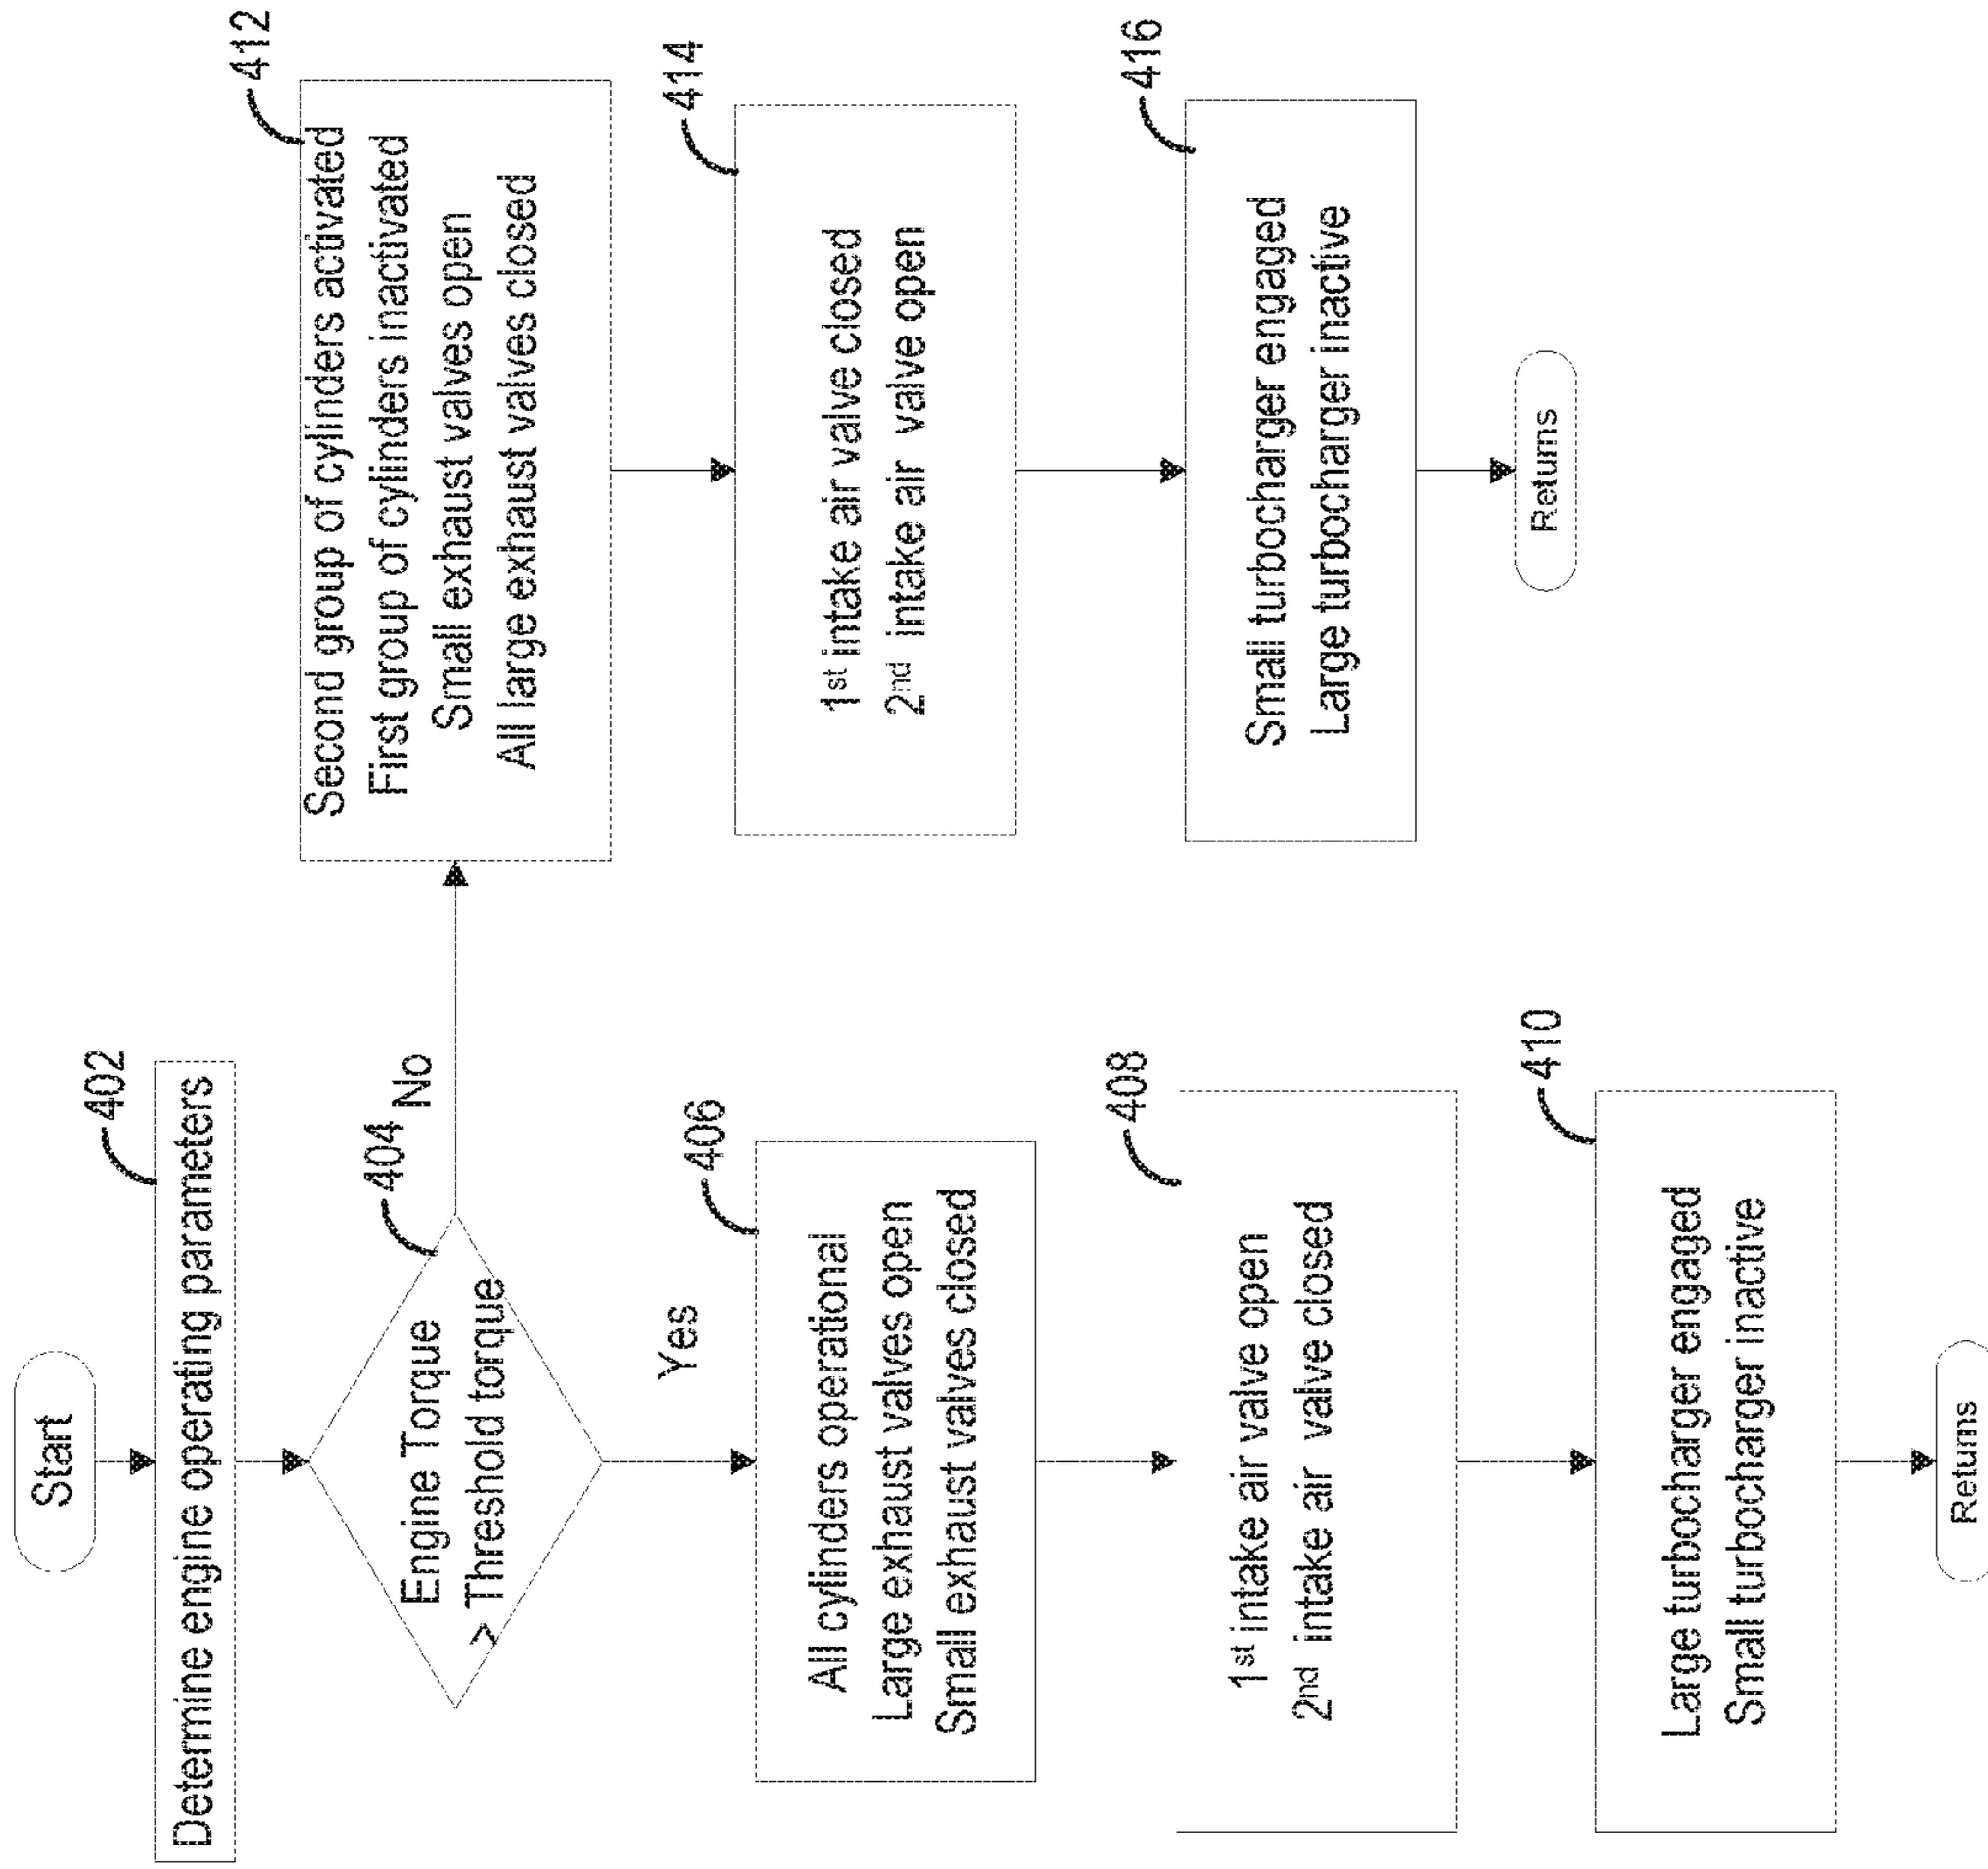 Start
402
Determine engine operating parameters
404
Engine Torque
> Threshold torque
No
Yes
406
All cylinders operational
Large exhaust valves open
Small exhaust valves closed
408
1st intake air valve open
2nd intake air valve closed
410
Large turbocharger engaged
Small turbocharger inactive
Returns
412
Second group of cylinders activated
First group of cylinders inactivated
Small exhaust valves open
All large exhaust valves closed
414
1st intake air valve closed
2nd intake air valve open
416
Small turbocharger engaged
Large turbocharger inactive
Returns